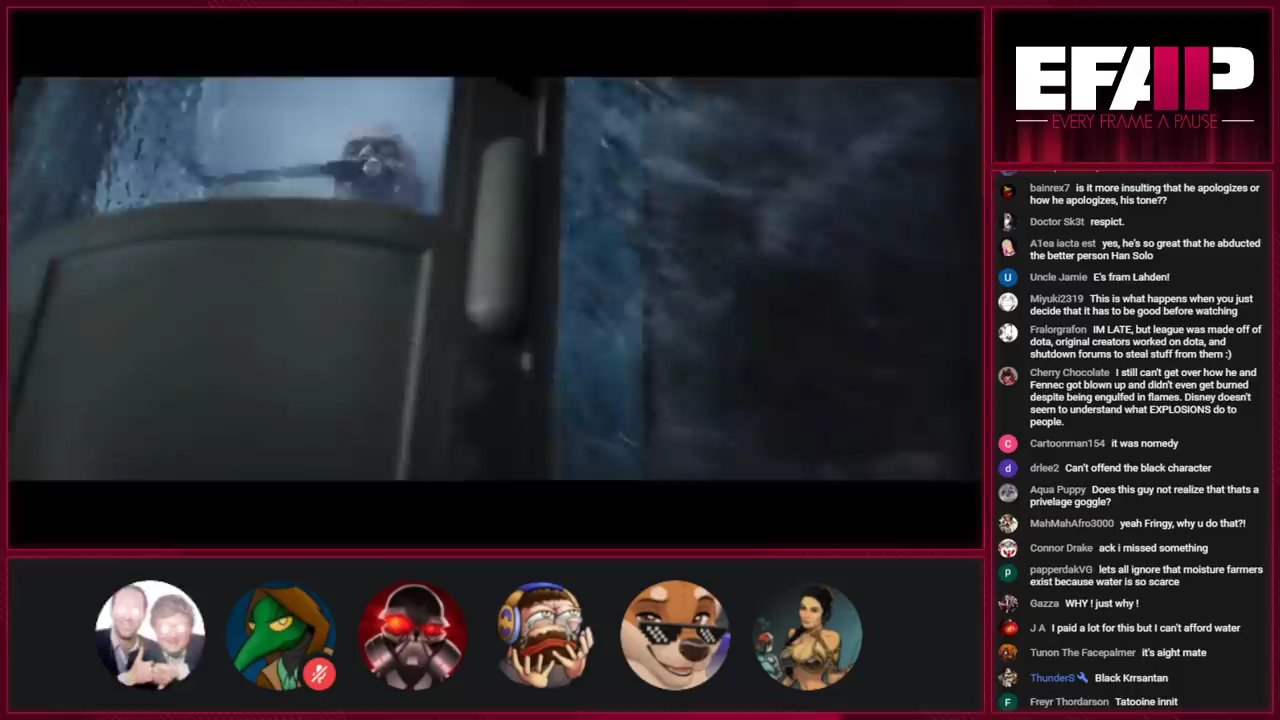 EFAP
EVERY FRAME A PAUSE
bainrex7 is it more insulting that he apologizes or
how he apologizes, his tone??
Doctor Sk3t respict.
A1ea iacta est yes, he's so great that he abducted
the better person Han Solo
Uncle Jamie E's fram Lahden!
Miyuki2319 This is what happens when you just
decide that it has to be good before watching
Fralorgrafon IM LATE, but league was made off of
dota, original creators worked on dota, and
shutdown forums to steal stuff from them :)
Cherry Chocolate I still can't get over how he and
Fennec got blown up and didn't even get burned
despite being engulfed in flames. Disney doesn't
seem to understand what EXPLOSIONS do to
people.
C Cartoonman154 it was nomedy
d drlee2 Can't offend the black character
Aqua Puppy Does this guy not realize that thats a
privelage goggle?
MahMahAfro3000 yeah Fringy, why u do that?!
Connor Drake ack i missed something
P papperdakVG lets all ignore that moisture farmers
exist because water is so scarce
Gazza WHY ! just why !
J A I paid a lot for this but I can't afford water
Tunon The Facepalmer it's aight mate
ThunderS Black Krrsantan
F Freyr Thordarson Tatooine innit